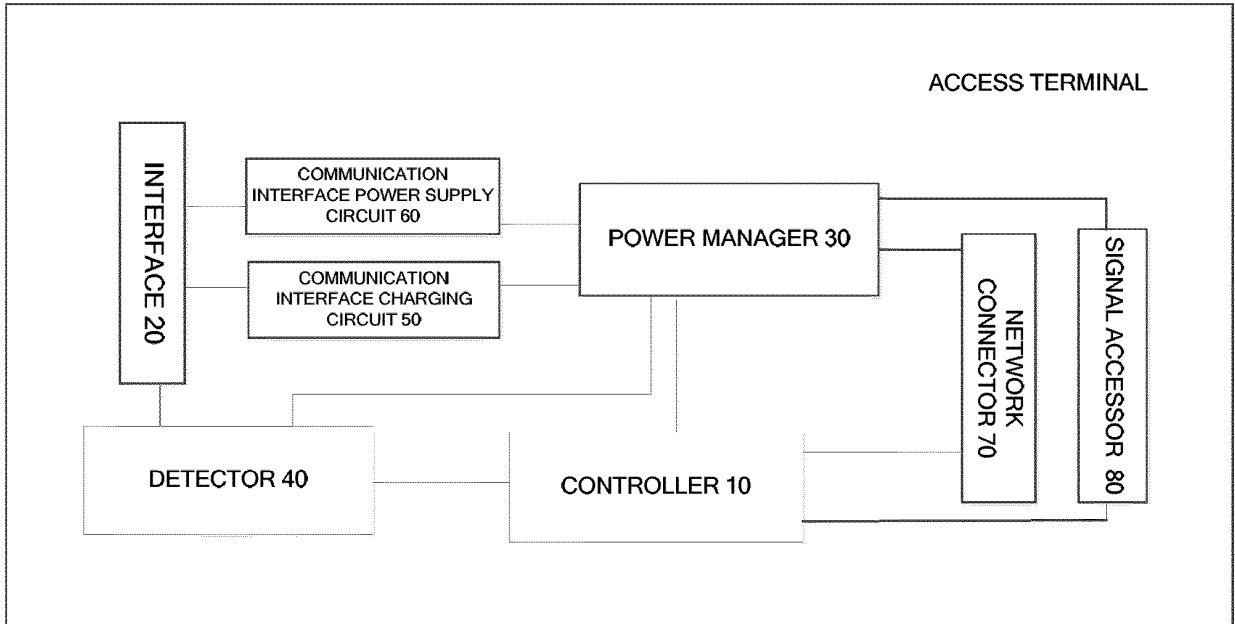 ACCESS TERMINAL
INTERFACE 20
COMMUNICATION
INTERFACE POWER SUPPLY
CIRCUIT 60
COMMUNICATION
INTERFACE CHARGING
CIRCUIT 50
POWER MANAGER 30
NETWORK
CONNECTOR 70
SIGNAL ACCESSOR 80
DETECTOR 40
CONTROLLER 10